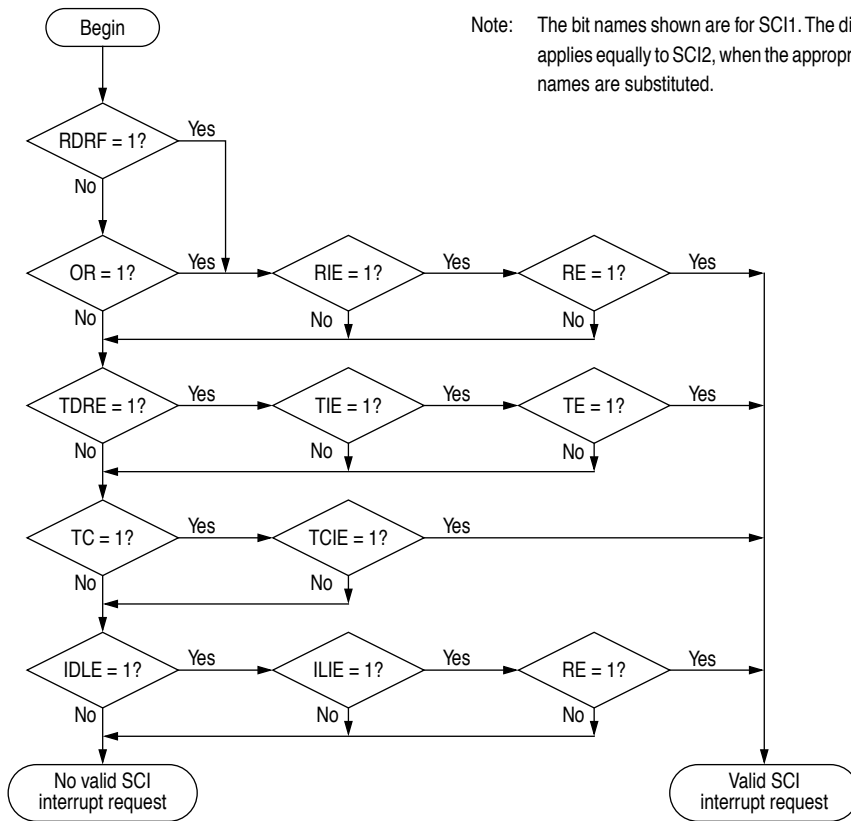 Begin
Note: The bit names shown are for SCI1. The di
applies equally to SCI2, when the appropr
names are substituted.
RDRF = 1?
Yes
No
OR = 1?
Yes
RIE = 1?
Yes
RE = 1?
Yes
No
No
No
TDRE = 1?
Yes
TIE = 1?
Yes
TE = 1?
Yes
No
No
No
TC = 1?
Yes
TCIE = 1?
Yes
No
No
IDLE = 1?
Yes
ILIE = 1?
Yes
RE = 1?
Yes
No
No
No
No valid SCI
interrupt request
Valid SCI
interrupt request